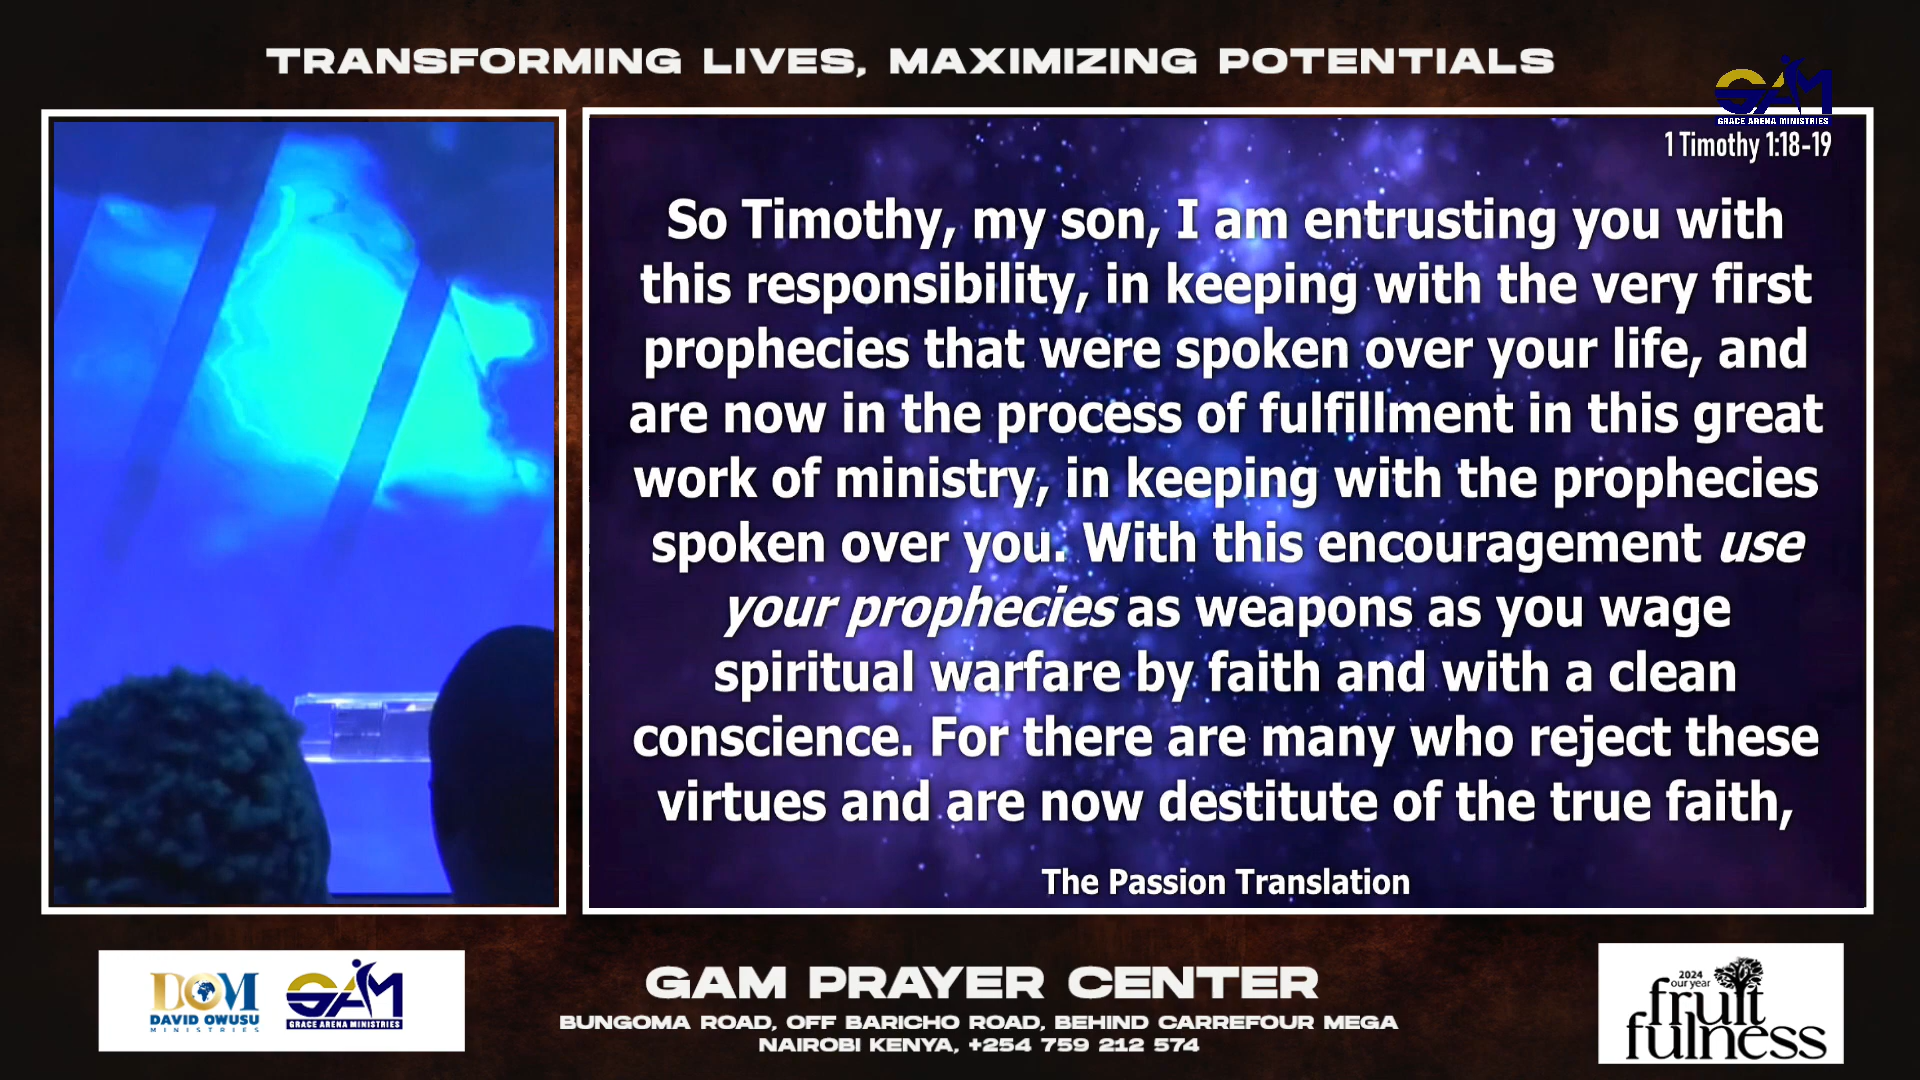 TRANSFORMING LIVES, MAXIMIZING POTENTIALS
GAM
GRACE ARENA MINISTRIES
1 Timothy 1:18-19
So Timothy, my son, I am entrusting you with
this responsibility, in keeping with the very first
prophecies that were spoken over your life, and
are now in the process of fulfillment in this great
work of ministry, in keeping with the prophecies
spoken over you. With this encouragement use
your prophecies as weapons as you wage
spiritual warfare by faith and with a clean
conscience. For there are many who reject these
virtues and are now destitute of the true faith,
The Passion Translation
DOM
DAVID OWUSU
MINISTRIES
GAM
GRACE ARENA MINISTRIES
GAM PRAYER CENTER
BUNGOMA ROAD, OFF BARICHO ROAD, BEHIND CARREFOUR MEGA
NAIROBI KENYA, +254 759 212 574
2024
our year
fruit
fulness